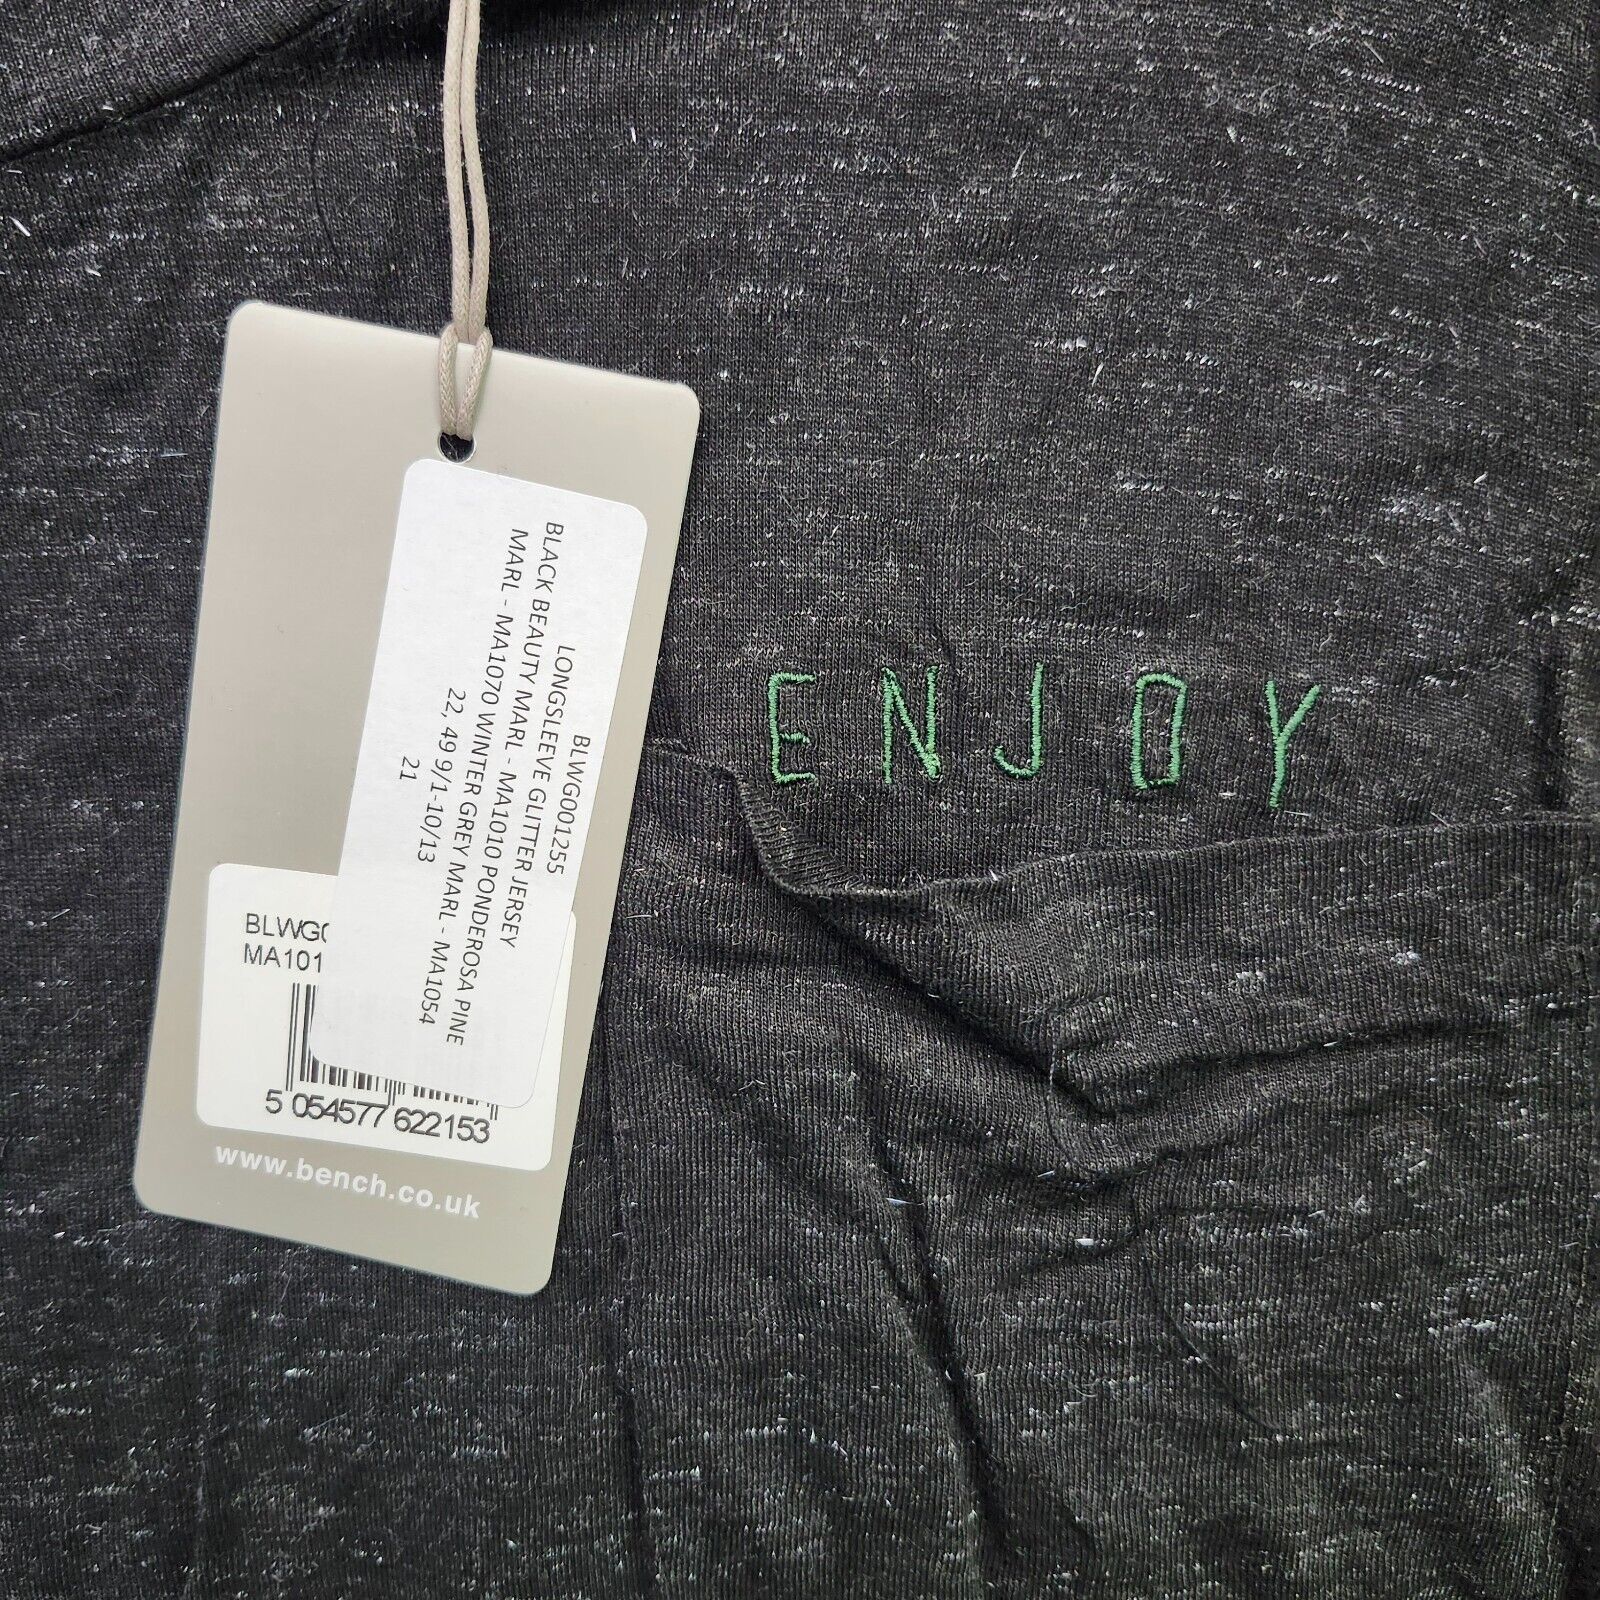 BLWG001255
LONGSLEEVE GLITTER JERSEY
BLACK BEAUTY MARL - MA1010 PONDEROSA PINE
MARL - MA1070 WINTER GREY MARL - MA1054
22, 49 9/1-10/13
21
BLWG0
MA101
5 054577 622153
www.bench.co.uk
ENJOY